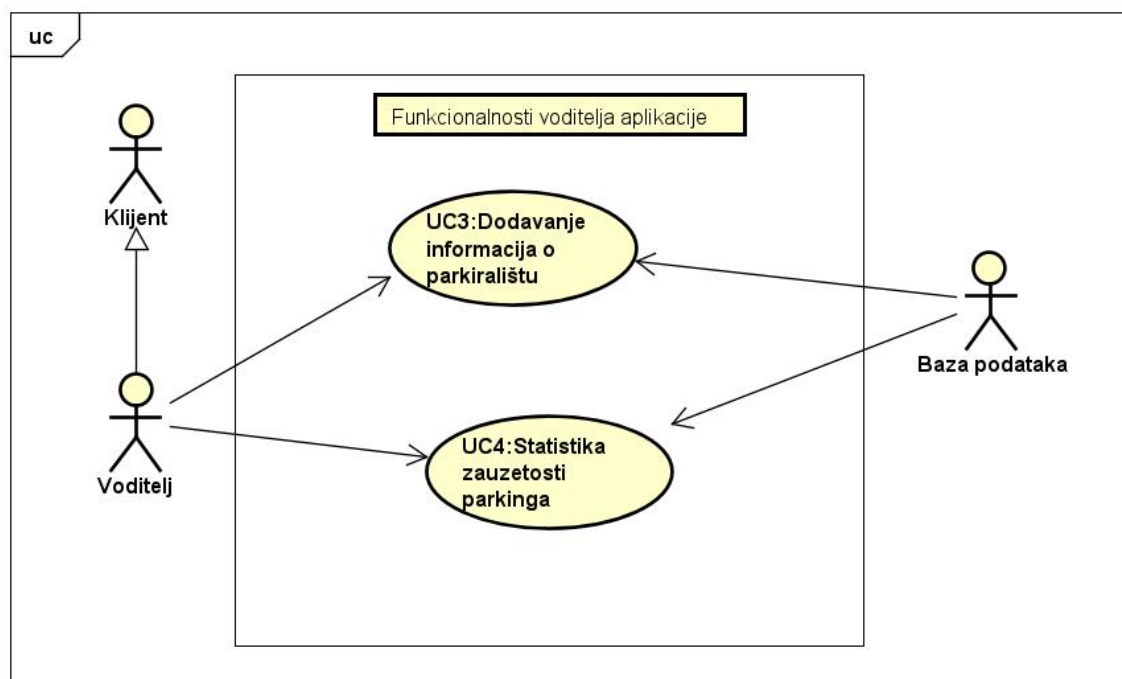 uc
Funkcionalnosti voditelja aplikacije
Klijent
UC3:Dodavanje
informacija o
parkiralištu
Baza podataka
UC4:Statistika
zauzetosti
parkinga
Voditelj